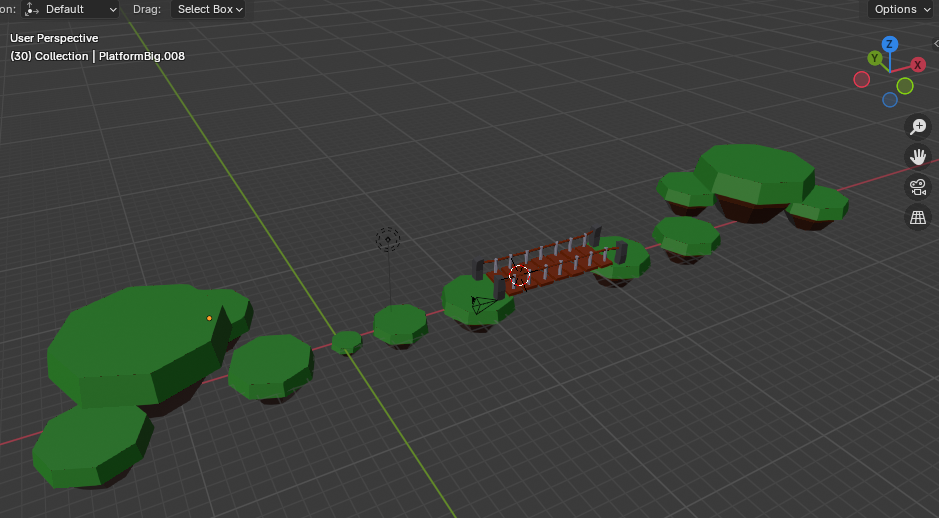 on: Default Drag: Select Box Options
User Perspective
(30) Collection | PlatformBig.008
Z
Y
X